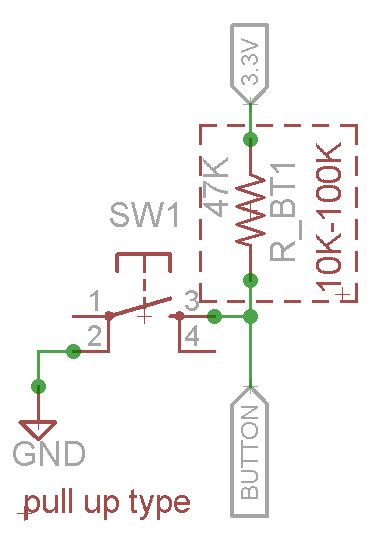 3.3V
47K
R_BT1
10K-100K
SW1
1
3
2
4
GND
BUTTON
pull up type